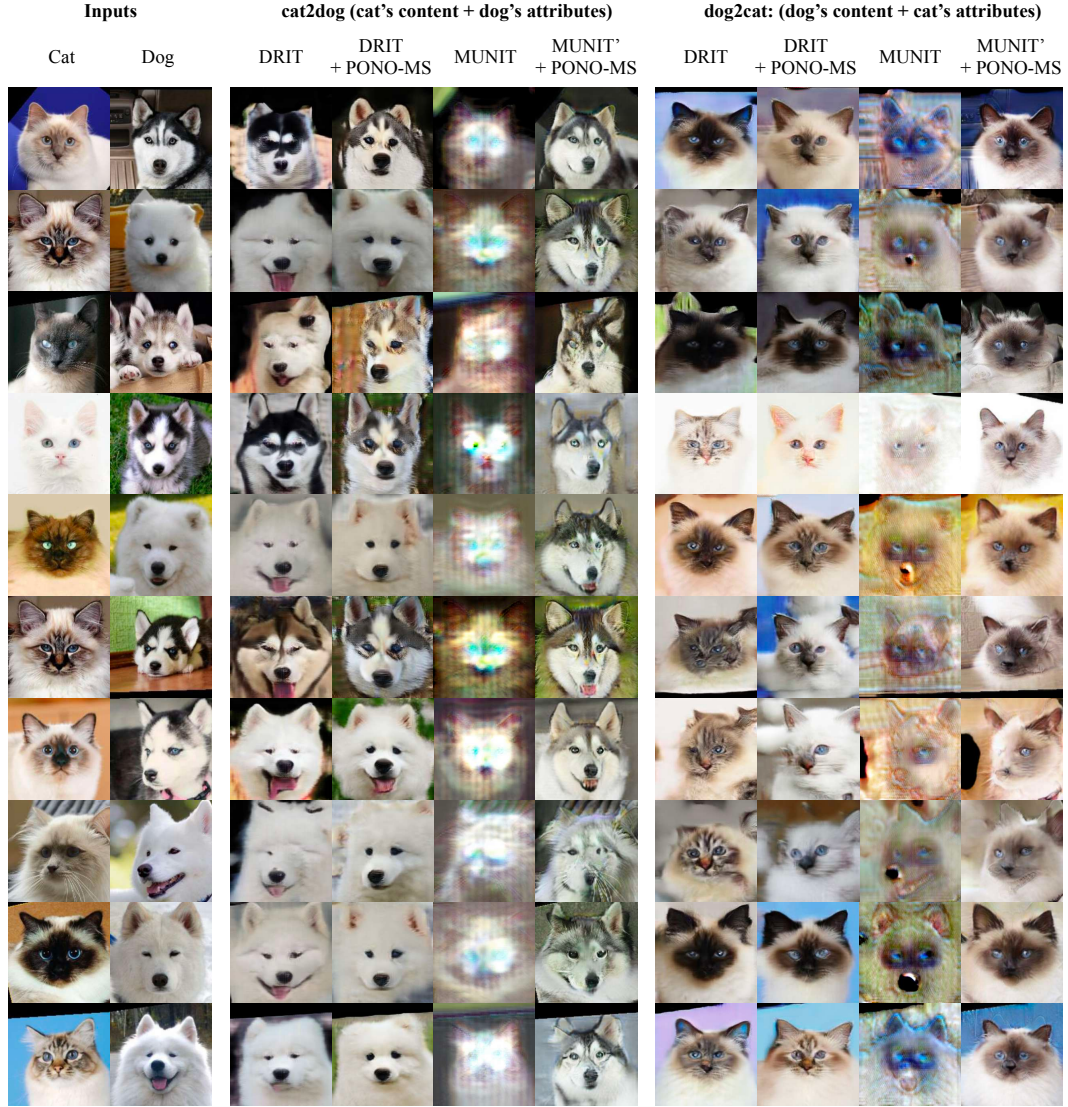 Inputs
cat2dog (cat's content + dog's attributes)
dog2cat: (dog's content + cat's attributes)
Cat
Dog
DRIT
DRIT
+ PONO-MS
MUNIT
MUNIT'
+ PONO-MS
DRIT
DRIT
+ PONO-MS
MUNIT
MUNIT'
+ PONO-MS